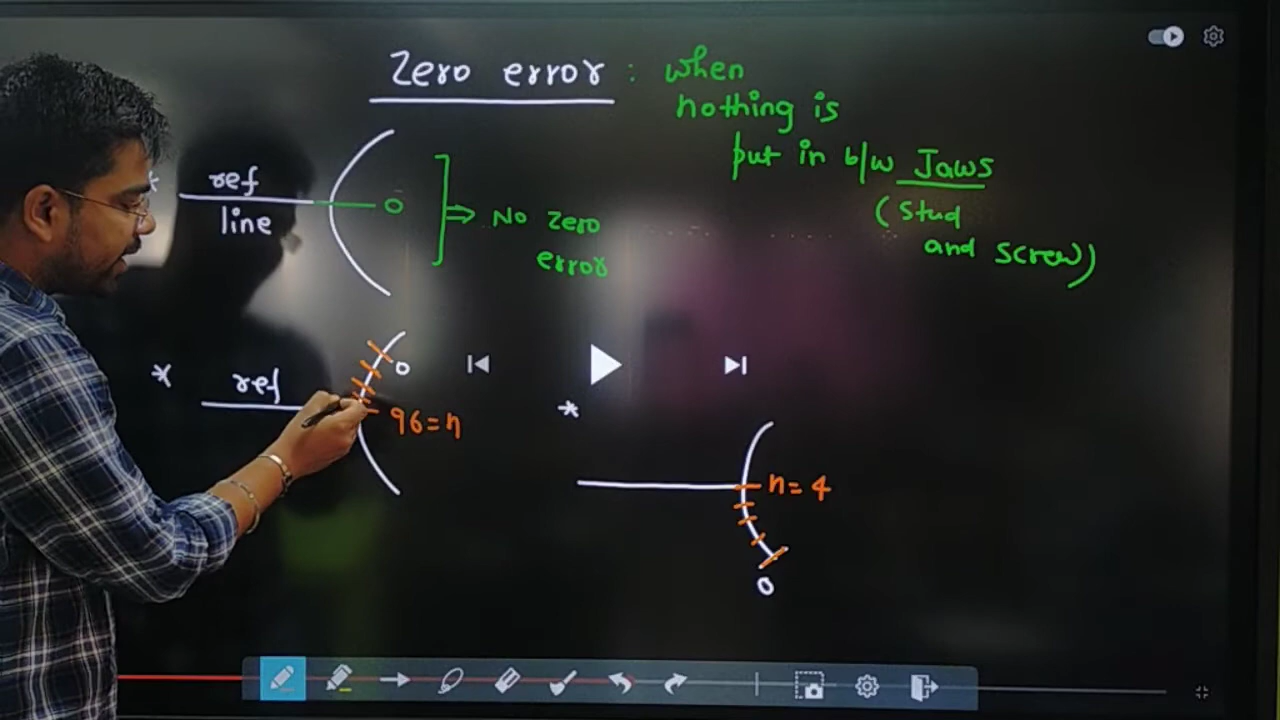 Zero error : when
nothing is
put in b/w Jaws
(Stud
and screw)
* ref
line
0
⇒ No zero
error
* ref
0
96=n
*
n=4
0